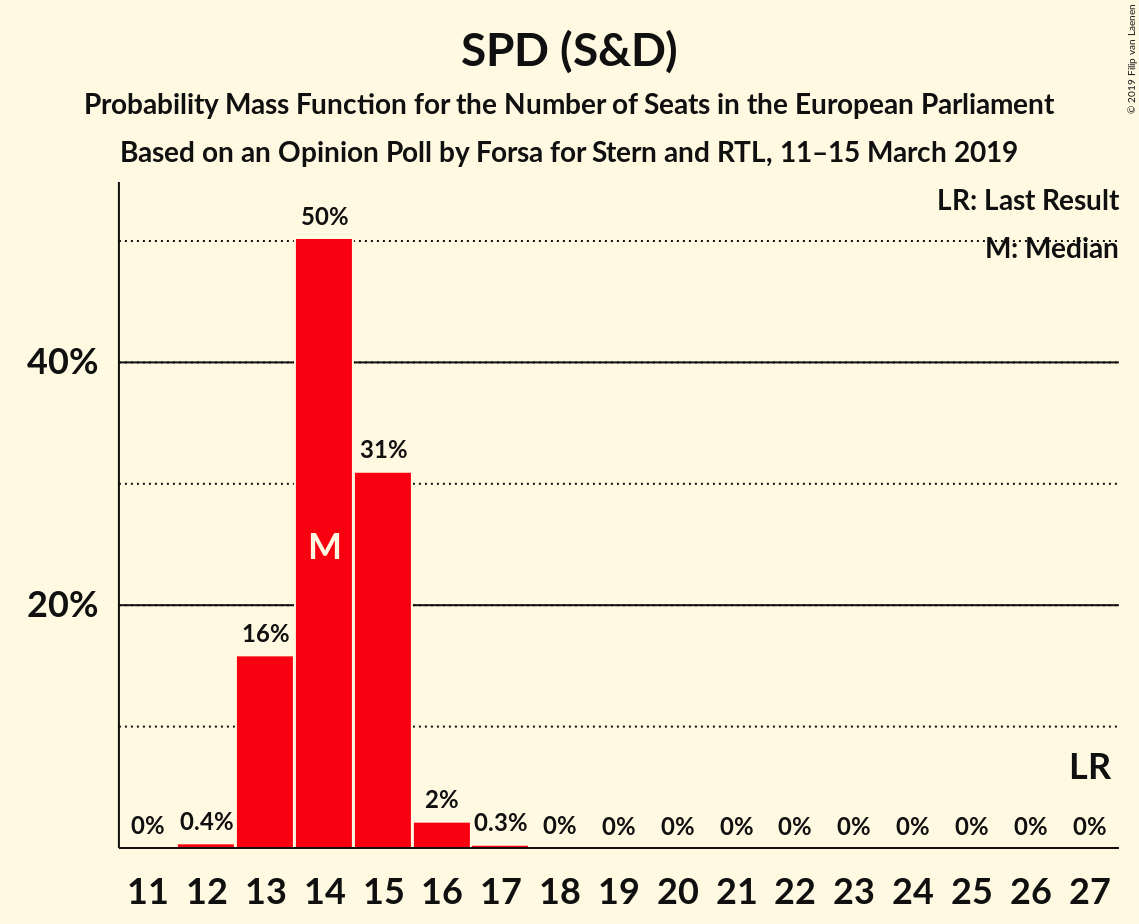 SPD (S&D)
Probability Mass Function for the Number of Seats in the European Parliament
Based on an Opinion Poll by Forsa for Stern and RTL, 11–15 March 2019
© 2019 Filip van Laenen
LR: Last Result
M: Median
50%
40%
31%
M
20%
16%
LR
0% 0.4% 2% 0.3% 0% 0% 0% 0% 0% 0% 0% 0% 0% 0%
11 12 13 14 15 16 17 18 19 20 21 22 23 24 25 26 27